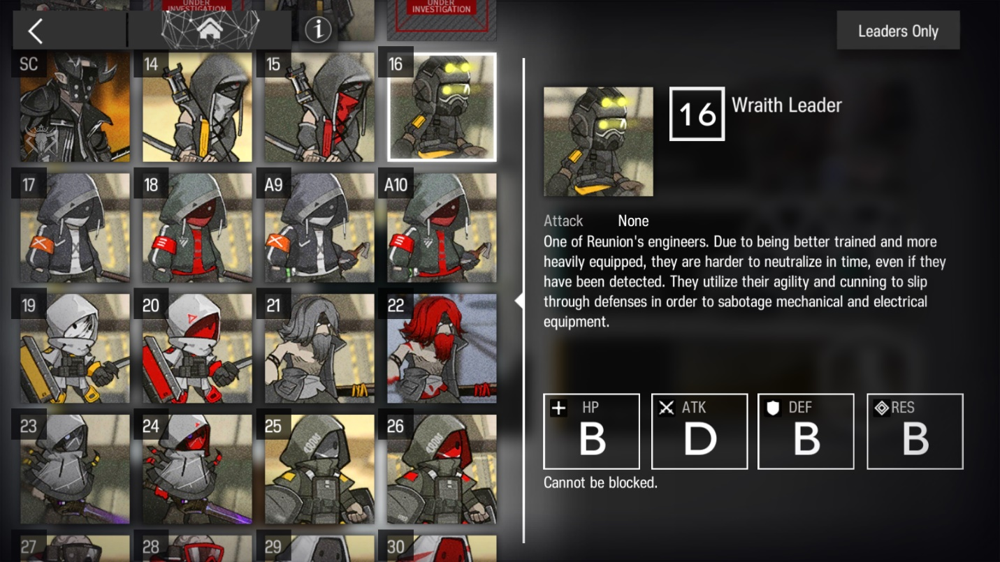 UNDER
INVESTIGATION
UNDER
INVESTIGATION
Leaders Only
SC
14
15
16
16
Wraith Leader
Attack None
One of Reunion's engineers. Due to being better trained and more
heavily equipped, they are harder to neutralize in time, even if they
have been detected. They utilize their agility and cunning to slip
through defenses in order to sabotage mechanical and electrical
equipment.
17
18
A9
A10
19
20
21
22
HP
B
ATK
D
DEF
B
RES
B
Cannot be blocked.
23
24
25
26
27
28
29
30